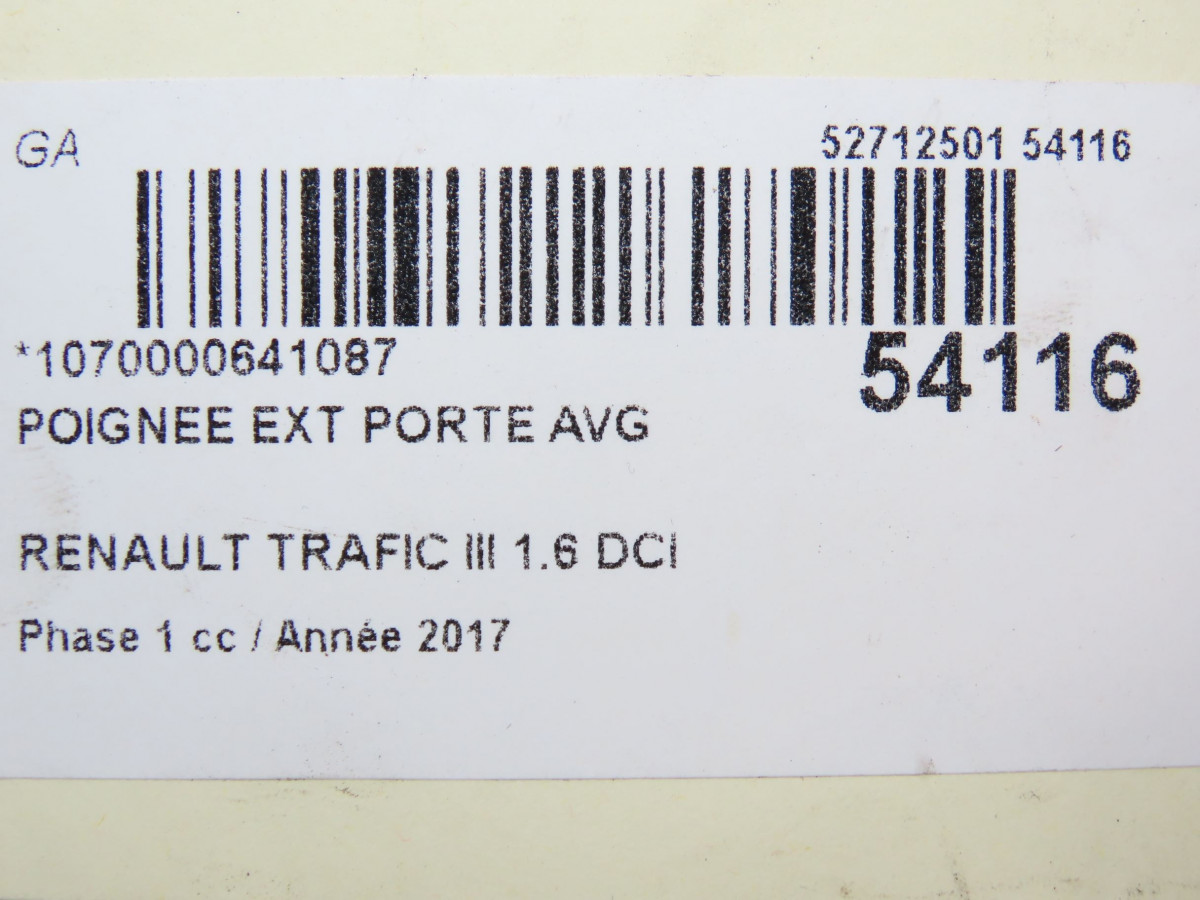 GA
52712501 54116
*1070000641087
54116
POIGNEE EXT PORTE AVG
RENAULT TRAFIC III 1.6 DCI
Phase 1 cc / Année 2017